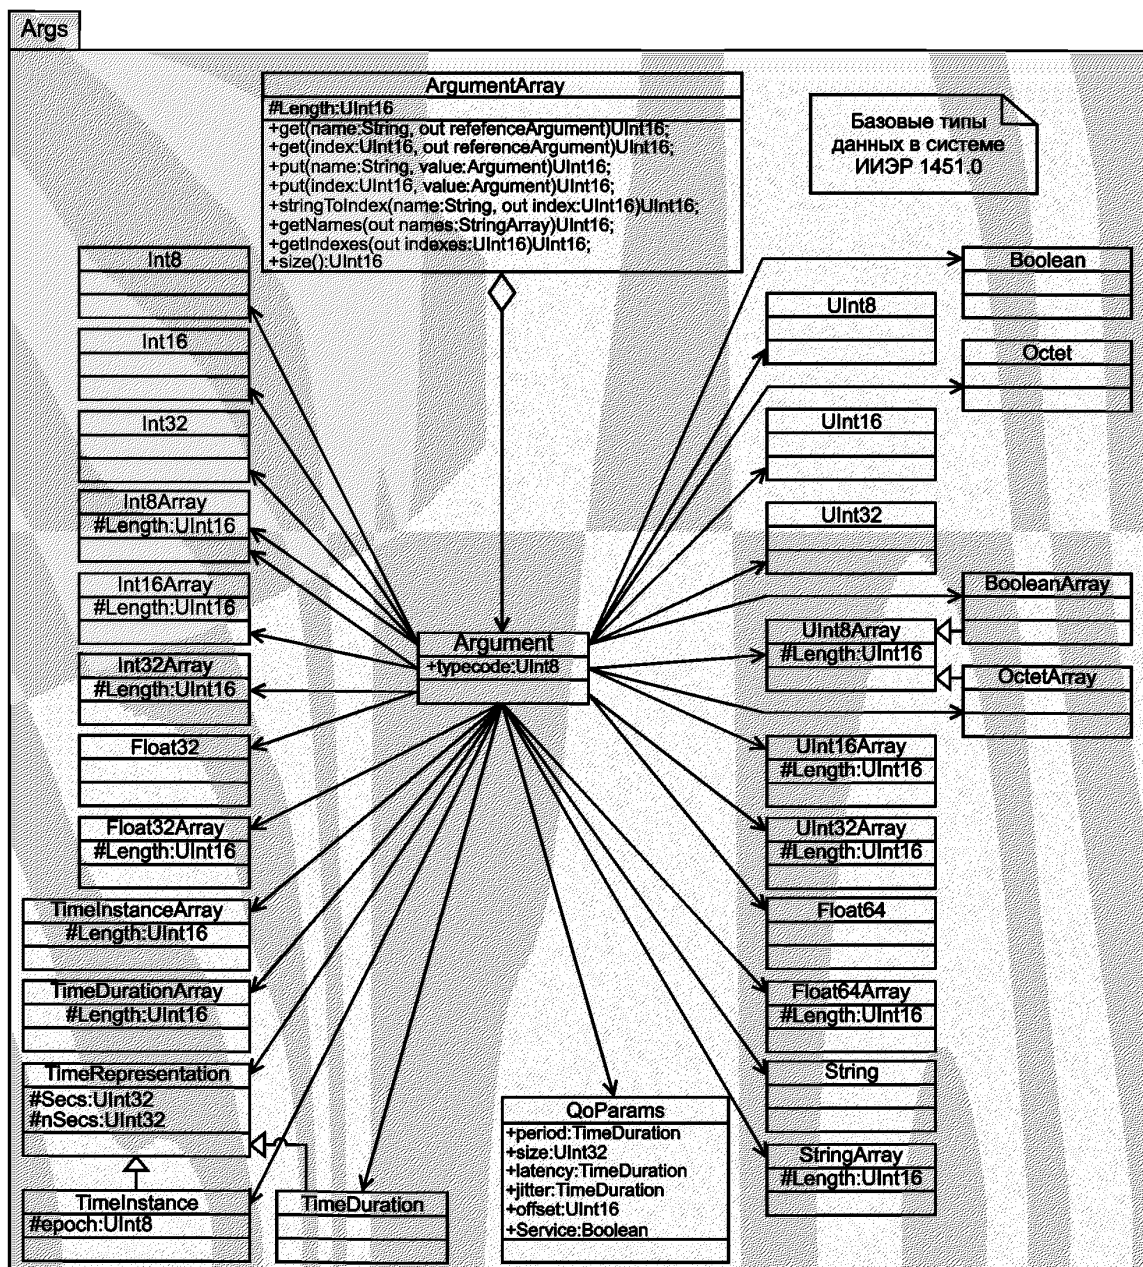 Args
ArgumentArray
#Length:UInt16
+get(name:String, out refefenceArgument)UInt16;
+get(index:UInt16, out referenceArgument)UInt16;
+put(name:String, value:Argument)UInt16;
+put(index:UInt16, value:Argument)UInt16;
+stringToIndex(name:String, out index:UInt16)UInt16;
+getNames(out names:StringArray)UInt16;
+getIndexes(out indexes:UInt16)UInt16;
+size():UInt16
Базовые типы
данных в системе
ИИЭР 1451.0
Int8
Int16
Int32
Int8Array
#Length:UInt16
Int16Array
#Length:UInt16
Int32Array
#Length:UInt16
Float32
Float32Array
#Length:UInt16
TimeInstanceArray
#Length:UInt16
TimeDurationArray
#Length:UInt16
TimeRepresentation
#Secs:UInt32
#nSecs:UInt32
TimeInstance
#epoch:UInt8
TimeDuration
Argument
+typecode:UInt8
QoParams
+period:TimeDuration
+size:UInt32
+latency:TimeDuration
+jitter:TimeDuration
+offset:UInt16
+Service:Boolean
UInt8
UInt16
UInt32
UInt8Array
#Length:UInt16
UInt16Array
#Length:UInt16
UInt32Array
#Length:UInt16
Float64
Float64Array
#Length:UInt16
String
StringArray
#Length:UInt16
Boolean
Octet
BooleanArray
OctetArray